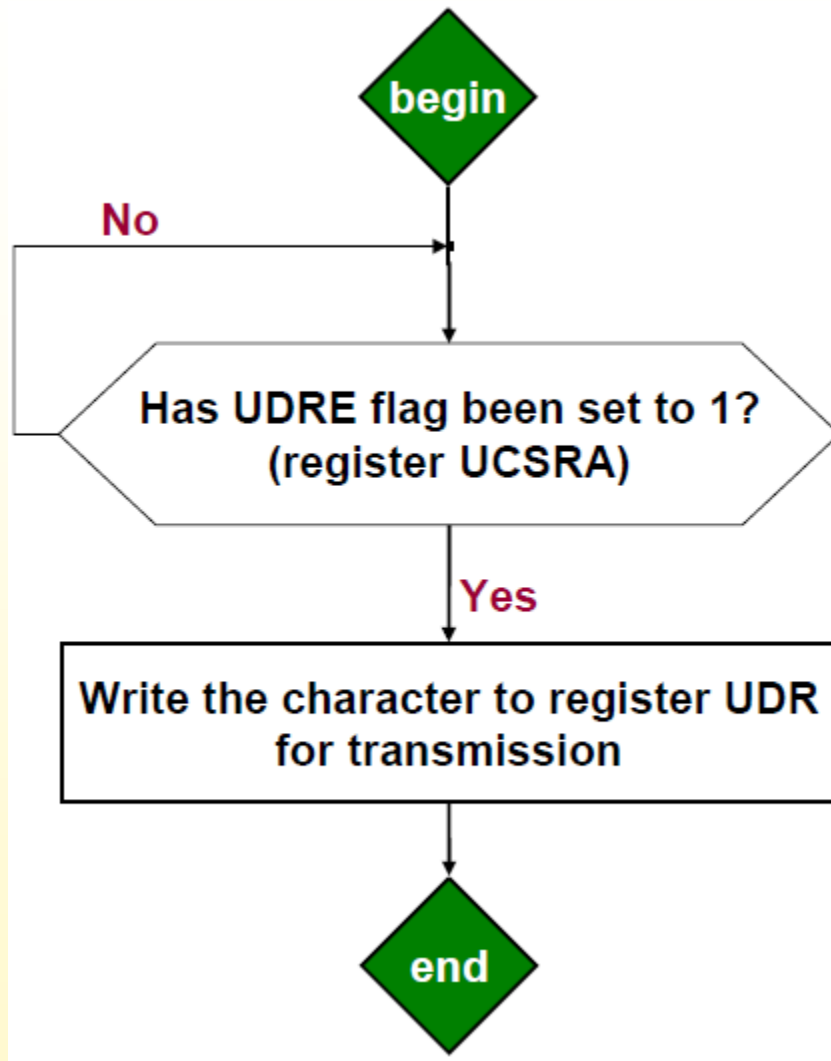 begin
No
Has UDRE flag been set to 1?
(register UCSRA)
Yes
Write the character to register UDR
for transmission
end